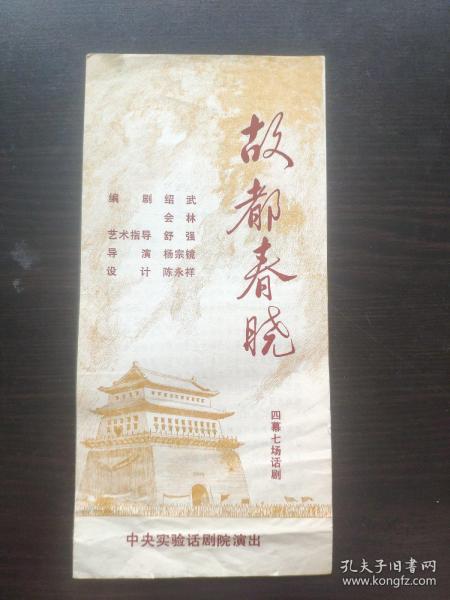 故都春晓
编剧 绍武
会林
艺术指导 舒强
导演 杨宗镜
设计 陈永祥
四幕七场话剧
中央实验话剧院演出
孔夫子旧书网
www.kongfz.com